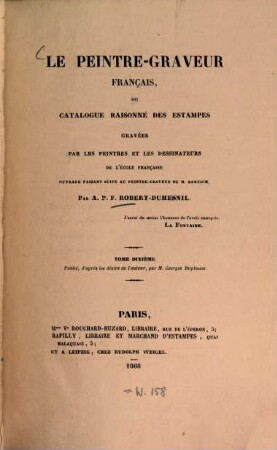 LE PEINTRE-GRAVEUR
FRANÇAIS,
OU
CATALOGUE RAISONNÉ DES ESTAMPES
GRAVÉES
PAR LES PEINTRES ET LES DESSINATEURS
DE L'ÉCOLE FRANÇAISE
OUVRAGE FAISANT SUITE AU PEINTRE-GRAVEUR DE M. BARTSCH
PAR A. P. F. ROBERT-DUMESNIL
J'aurai du moins l'honneur de l'avoir entrepris.
LA FONTAINE.
TOME DIXIÈME
Publié, d'après les désirs de l'auteur, par M. Georges Duplessis
PARIS,
Mme Ve BOUCHARD-HUZARD, LIBRAIRE, RUE DE L'ÉPERON, 5;
RAPILLY, LIBRAIRE ET MARCHAND D'ESTAMPES, QUAI
MALAQUAIS, 5;
ET A LEIPZIG, CHEZ RUDOLPH WEIGEL.
1868
W. 158